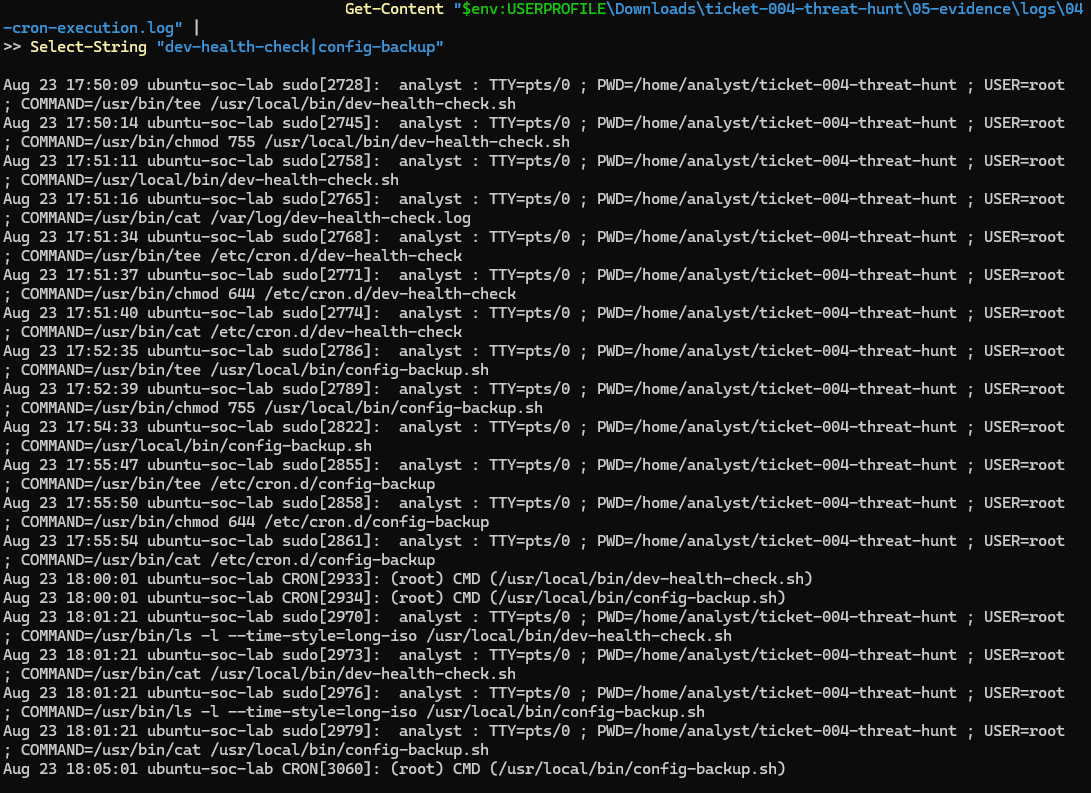 Get-Content "$env:USERPROFILE\Downloads\ticket-004-threat-hunt\05-evidence\logs\04
-cron-execution.log" |
>> Select-String "dev-health-check|config-backup"
Aug 23 17:50:09 ubuntu-soc-lab sudo[2728]:  analyst : TTY=pts/0 ; PWD=/home/analyst/ticket-004-threat-hunt ; USER=root
; COMMAND=/usr/bin/tee /usr/local/bin/dev-health-check.sh
Aug 23 17:50:14 ubuntu-soc-lab sudo[2745]:  analyst : TTY=pts/0 ; PWD=/home/analyst/ticket-004-threat-hunt ; USER=root
; COMMAND=/usr/bin/chmod 755 /usr/local/bin/dev-health-check.sh
Aug 23 17:51:11 ubuntu-soc-lab sudo[2758]:  analyst : TTY=pts/0 ; PWD=/home/analyst/ticket-004-threat-hunt ; USER=root
; COMMAND=/usr/local/bin/dev-health-check.sh
Aug 23 17:51:16 ubuntu-soc-lab sudo[2765]:  analyst : TTY=pts/0 ; PWD=/home/analyst/ticket-004-threat-hunt ; USER=root
; COMMAND=/usr/bin/cat /var/log/dev-health-check.log
Aug 23 17:51:34 ubuntu-soc-lab sudo[2768]:  analyst : TTY=pts/0 ; PWD=/home/analyst/ticket-004-threat-hunt ; USER=root
; COMMAND=/usr/bin/tee /etc/cron.d/dev-health-check
Aug 23 17:51:37 ubuntu-soc-lab sudo[2771]:  analyst : TTY=pts/0 ; PWD=/home/analyst/ticket-004-threat-hunt ; USER=root
; COMMAND=/usr/bin/chmod 644 /etc/cron.d/dev-health-check
Aug 23 17:51:40 ubuntu-soc-lab sudo[2774]:  analyst : TTY=pts/0 ; PWD=/home/analyst/ticket-004-threat-hunt ; USER=root
; COMMAND=/usr/bin/cat /etc/cron.d/dev-health-check
Aug 23 17:52:35 ubuntu-soc-lab sudo[2786]:  analyst : TTY=pts/0 ; PWD=/home/analyst/ticket-004-threat-hunt ; USER=root
; COMMAND=/usr/bin/tee /usr/local/bin/config-backup.sh
Aug 23 17:52:39 ubuntu-soc-lab sudo[2789]:  analyst : TTY=pts/0 ; PWD=/home/analyst/ticket-004-threat-hunt ; USER=root
; COMMAND=/usr/bin/chmod 755 /usr/local/bin/config-backup.sh
Aug 23 17:54:33 ubuntu-soc-lab sudo[2822]:  analyst : TTY=pts/0 ; PWD=/home/analyst/ticket-004-threat-hunt ; USER=root
; COMMAND=/usr/local/bin/config-backup.sh
Aug 23 17:55:47 ubuntu-soc-lab sudo[2855]:  analyst : TTY=pts/0 ; PWD=/home/analyst/ticket-004-threat-hunt ; USER=root
; COMMAND=/usr/bin/tee /etc/cron.d/config-backup
Aug 23 17:55:50 ubuntu-soc-lab sudo[2858]:  analyst : TTY=pts/0 ; PWD=/home/analyst/ticket-004-threat-hunt ; USER=root
; COMMAND=/usr/bin/chmod 644 /etc/cron.d/config-backup
Aug 23 17:55:54 ubuntu-soc-lab sudo[2861]:  analyst : TTY=pts/0 ; PWD=/home/analyst/ticket-004-threat-hunt ; USER=root
; COMMAND=/usr/bin/cat /etc/cron.d/config-backup
Aug 23 18:00:01 ubuntu-soc-lab CRON[2933]: (root) CMD (/usr/local/bin/dev-health-check.sh)
Aug 23 18:00:01 ubuntu-soc-lab CRON[2934]: (root) CMD (/usr/local/bin/config-backup.sh)
Aug 23 18:01:21 ubuntu-soc-lab sudo[2970]:  analyst : TTY=pts/0 ; PWD=/home/analyst/ticket-004-threat-hunt ; USER=root
; COMMAND=/usr/bin/ls -l --time-style=long-iso /usr/local/bin/dev-health-check.sh
Aug 23 18:01:21 ubuntu-soc-lab sudo[2973]:  analyst : TTY=pts/0 ; PWD=/home/analyst/ticket-004-threat-hunt ; USER=root
; COMMAND=/usr/bin/cat /usr/local/bin/dev-health-check.sh
Aug 23 18:01:21 ubuntu-soc-lab sudo[2976]:  analyst : TTY=pts/0 ; PWD=/home/analyst/ticket-004-threat-hunt ; USER=root
; COMMAND=/usr/bin/ls -l --time-style=long-iso /usr/local/bin/config-backup.sh
Aug 23 18:01:21 ubuntu-soc-lab sudo[2979]:  analyst : TTY=pts/0 ; PWD=/home/analyst/ticket-004-threat-hunt ; USER=root
; COMMAND=/usr/bin/cat /usr/local/bin/config-backup.sh
Aug 23 18:05:01 ubuntu-soc-lab CRON[3060]: (root) CMD (/usr/local/bin/config-backup.sh)